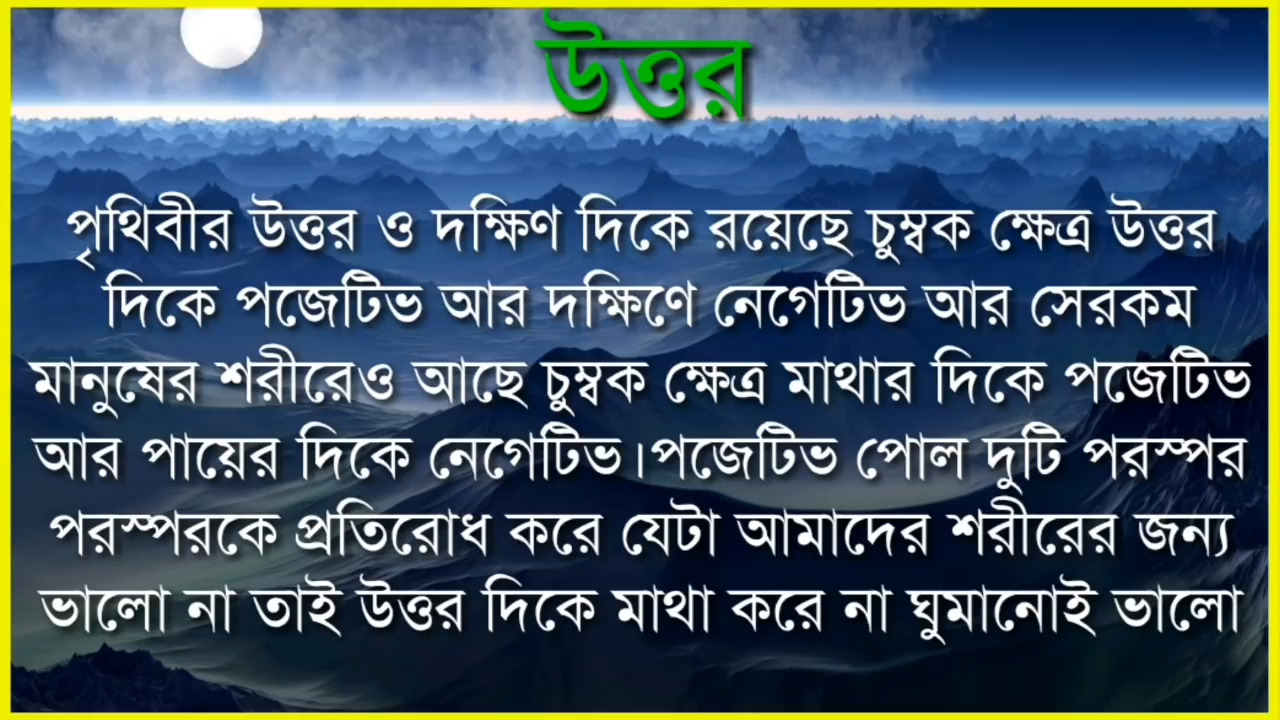 উত্তর
পৃথিবীর উত্তর ও দক্ষিণ দিকে রয়েছে চুম্বক ক্ষেত্র উত্তর
দিকে পজেটিভ আর দক্ষিণে নেগেটিভ আর সেরকম
মানুষের শরীরেও আছে চুম্বক ক্ষেত্র মাথার দিকে পজেটিভ
আর পায়ের দিকে নেগেটিভ।পজেটিভ পোল দুটি পরস্পর
পরস্পরকে প্রতিরোধ করে যেটা আমাদের শরীরের জন্য
ভালো না তাই উত্তর দিকে মাথা করে না ঘুমানোই ভালো